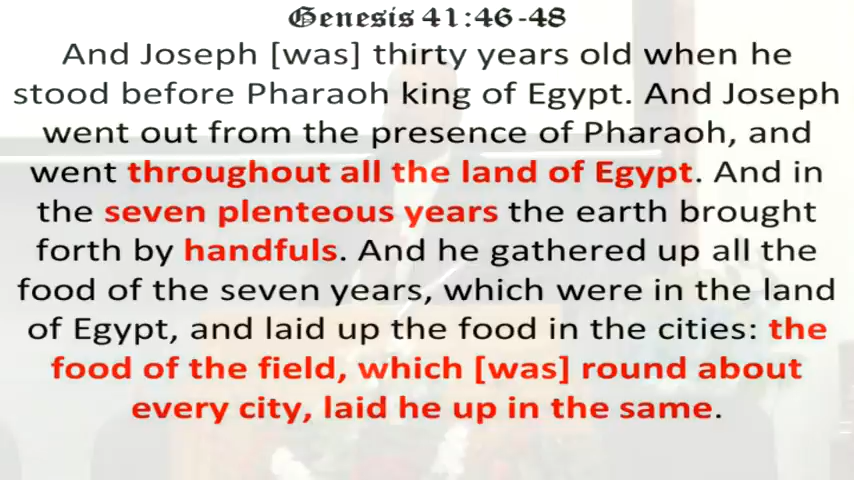 Genesis 41:46-48
And Joseph [was] thirty years old when he
stood before Pharaoh king of Egypt. And Joseph
went out from the presence of Pharaoh, and
went throughout all the land of Egypt. And in
the seven plenteous years the earth brought
forth by handfuls. And he gathered up all the
food of the seven years, which were in the land
of Egypt, and laid up the food in the cities: the
food of the field, which [was] round about
every city, laid he up in the same.